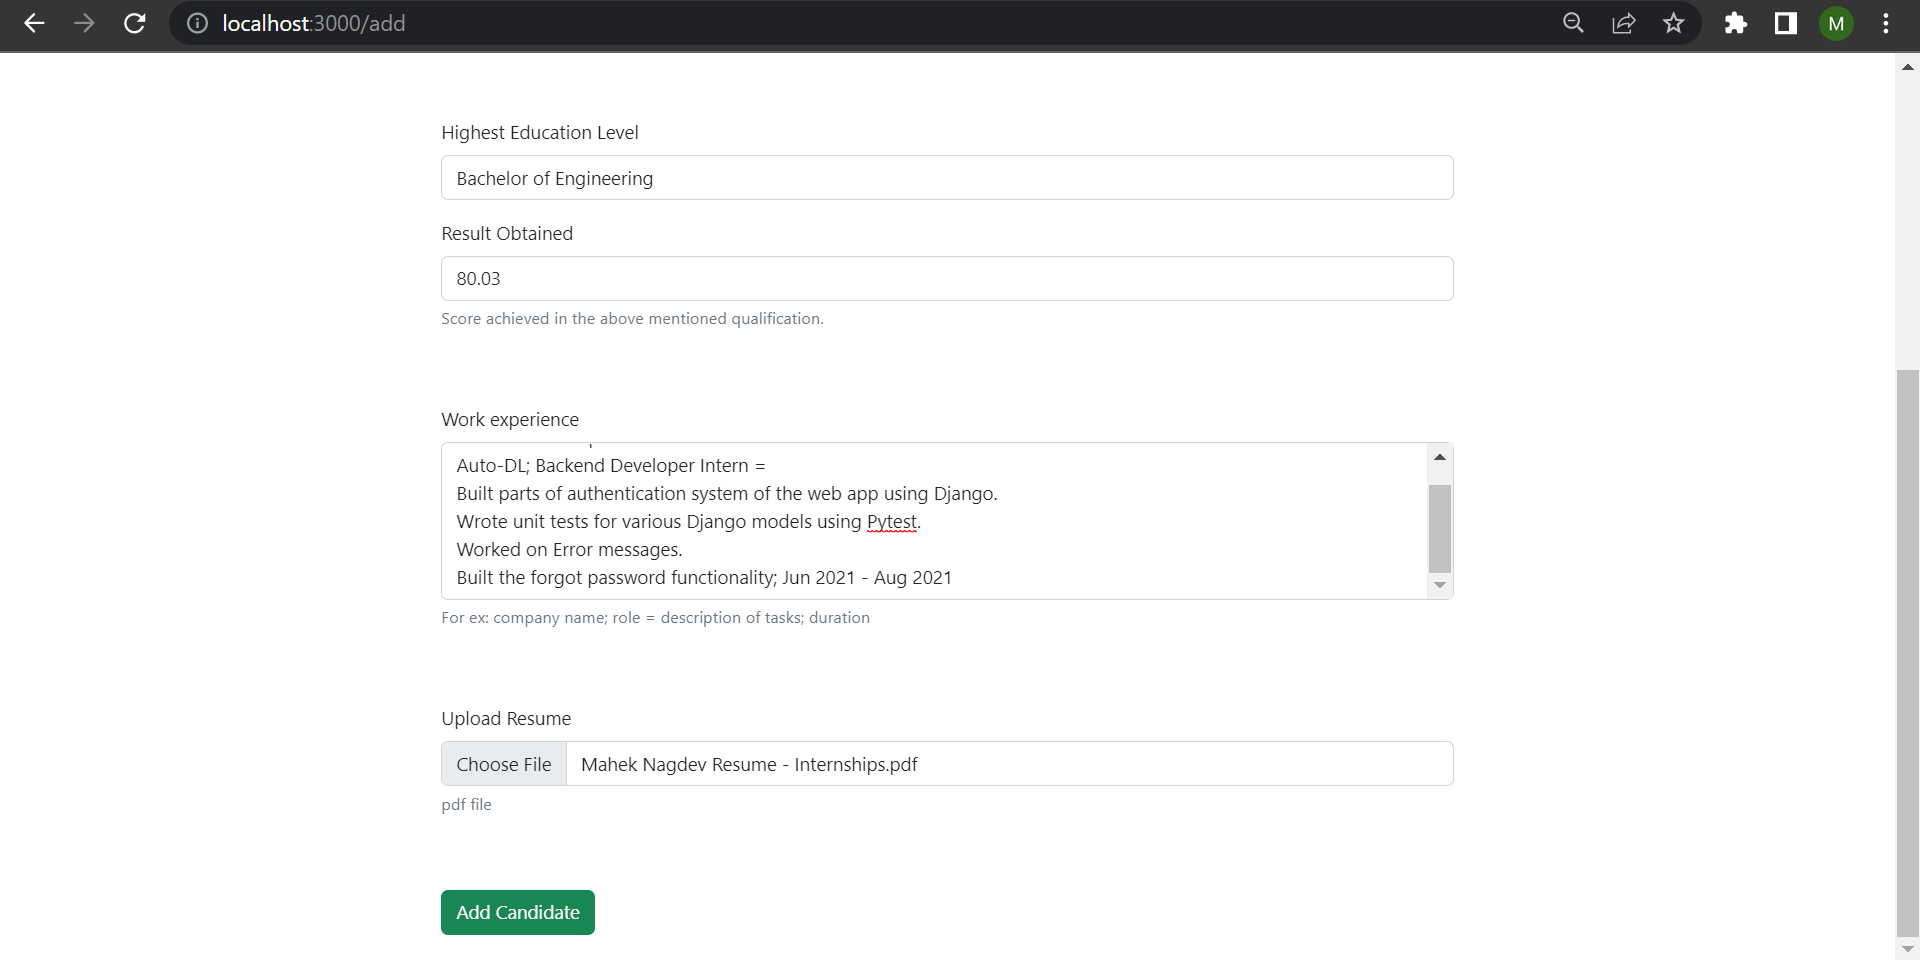 localhost:3000/add
M
Highest Education Level
Bachelor of Engineering
Result Obtained
80.03
Score achieved in the above mentioned qualification.
Work experience
Auto-DL; Backend Developer Intern =
Built parts of authentication system of the web app using Django.
Wrote unit tests for various Django models using Pytest.
Worked on Error messages.
Built the forgot password functionality; Jun 2021 - Aug 2021
For ex: company name; role = description of tasks; duration
Upload Resume
Choose File Mahek Nagdev Resume - Internships.pdf
pdf file
Add Candidate